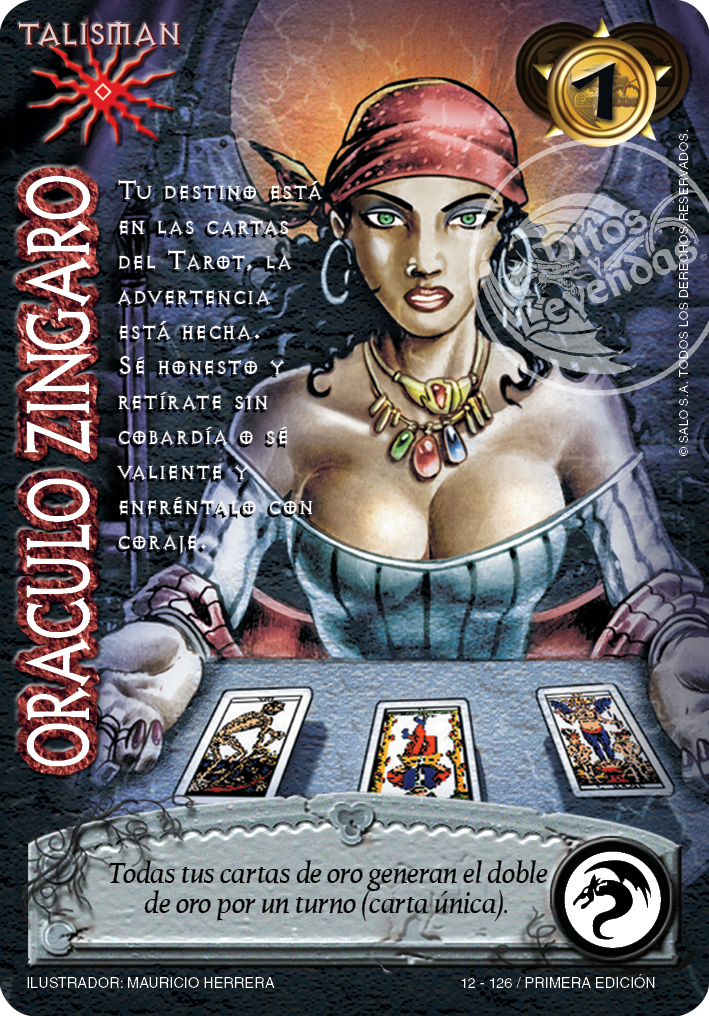 TALISMAN
1
ORACULO ZINGARO
Tu destino está
en las cartas
del Tarot, la
advertencia
está hecha.
Sé honesto y
retírate sin
cobardía o sé
valiente y
enfréntalo con
coraje.
Mitos
y
Leyendas
© SALO S.A. TODOS LOS DERECHOS RESERVADOS.
Todas tus cartas de oro generan el doble
de oro por un turno (carta única).
ILUSTRADOR: MAURICIO HERRERA
12 - 126 / PRIMERA EDICIÓN